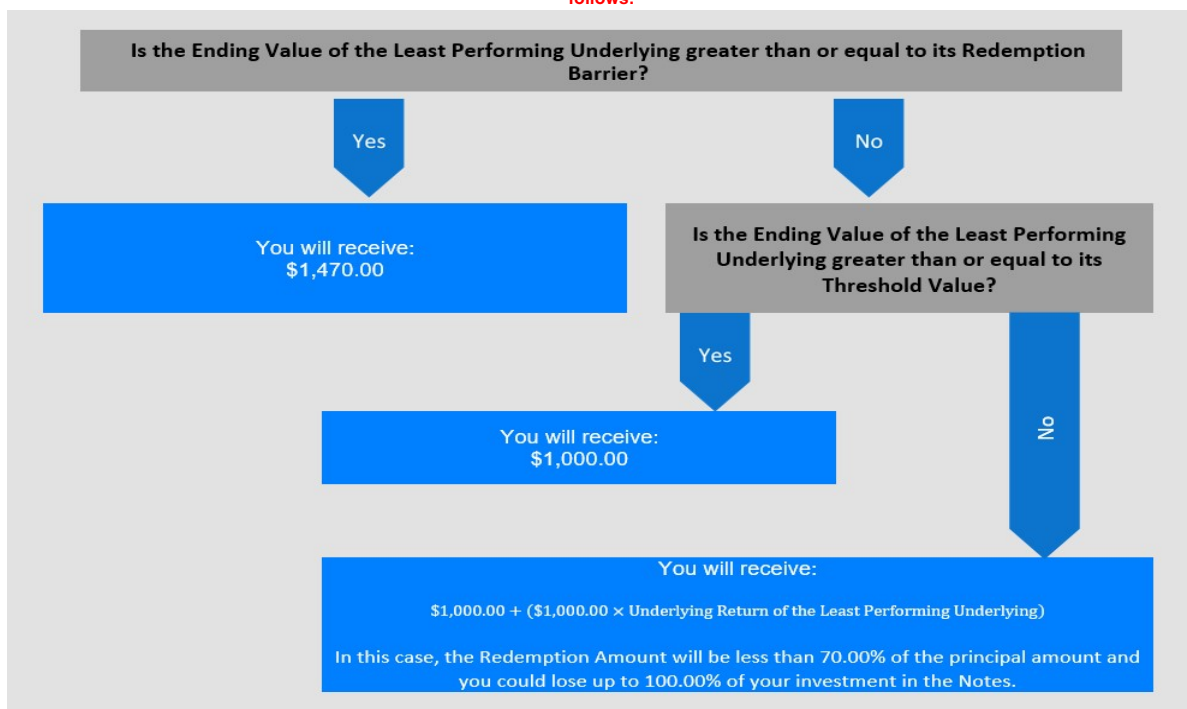 follows:
Is the Ending Value of the Least Performing Underlying greater than or equal to its Redemption
Barrier?
Yes
No
You will receive:
$1,470.00
Is the Ending Value of the Least Performing
Underlying greater than or equal to its
Threshold Value?
Yes
No
You will receive:
$1,000.00
You will receive:
$1,000.00 + ($1,000.00 × Underlying Return of the Least Performing Underlying)
In this case, the Redemption Amount will be less than 70.00% of the principal amount and
you could lose up to 100.00% of your investment in the Notes.